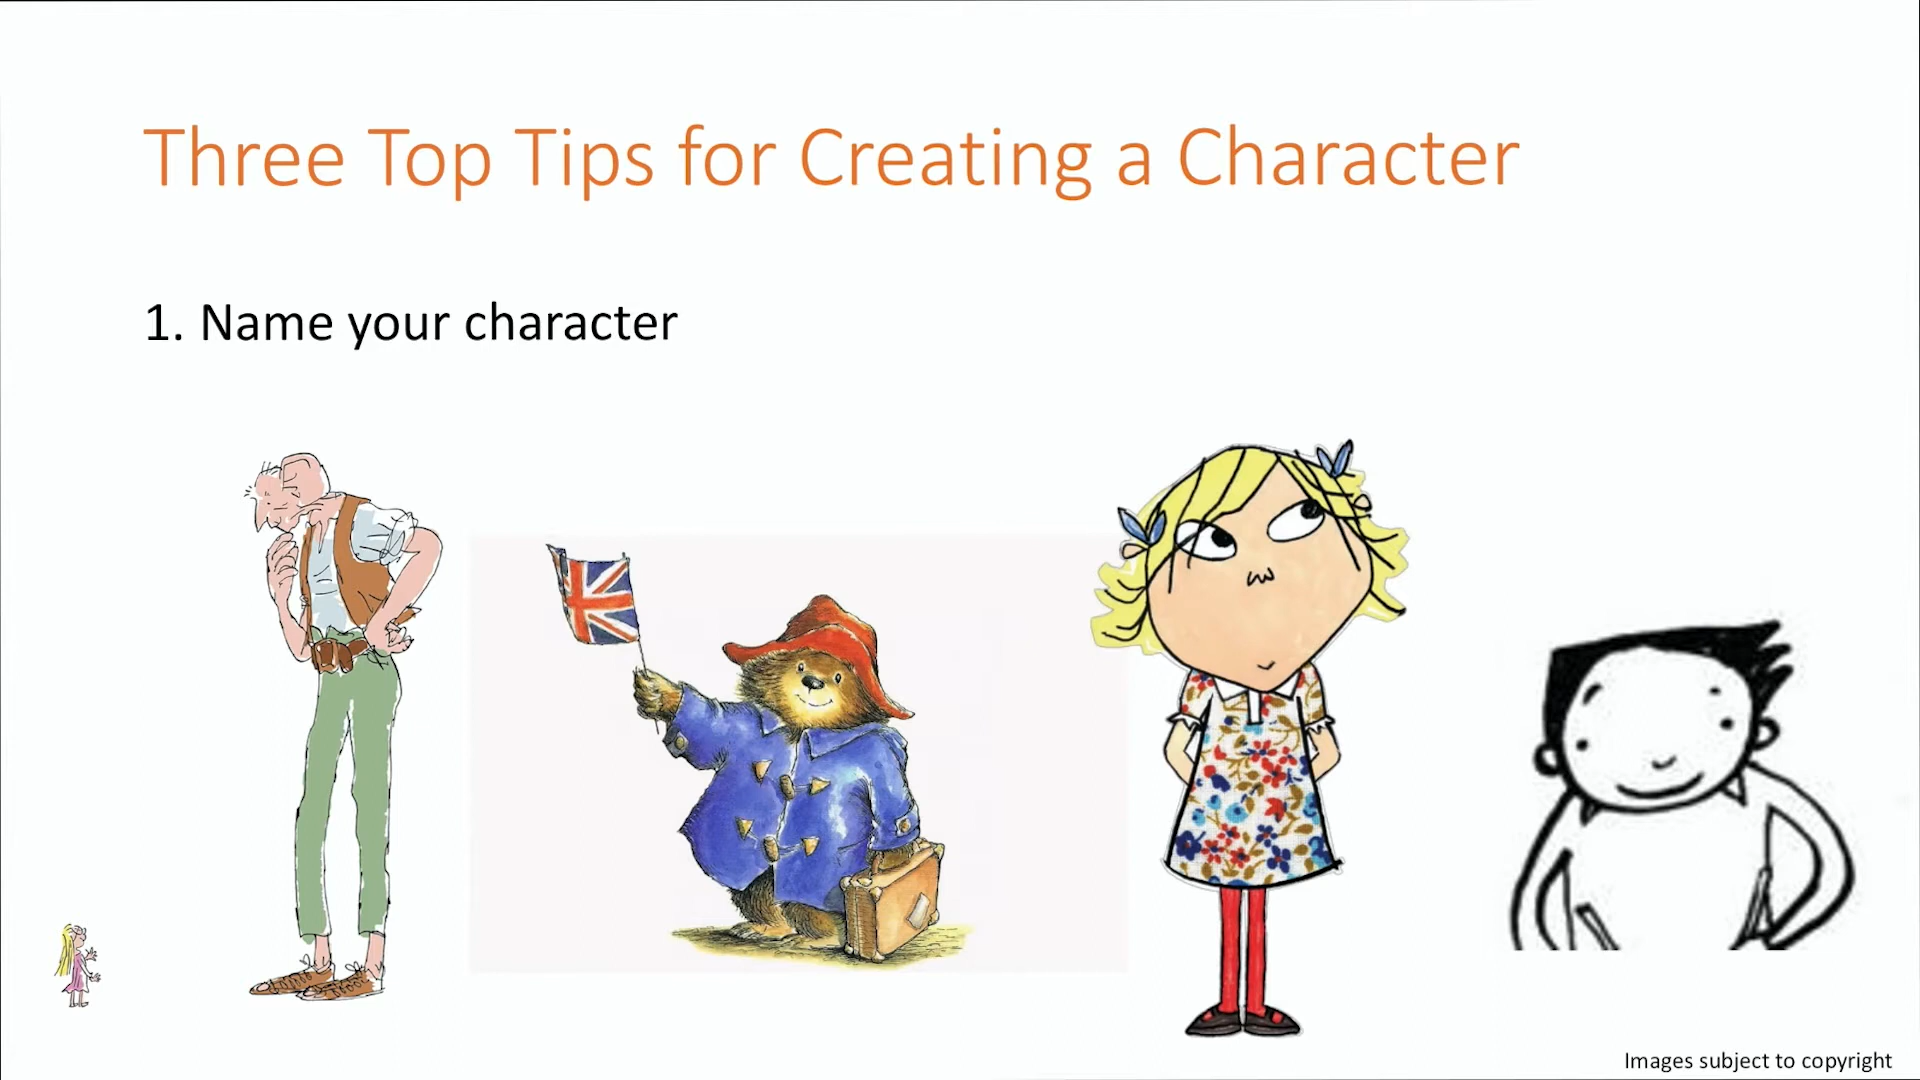 Three Top Tips for Creating a Character
1. Name your character
Images subject to copyright